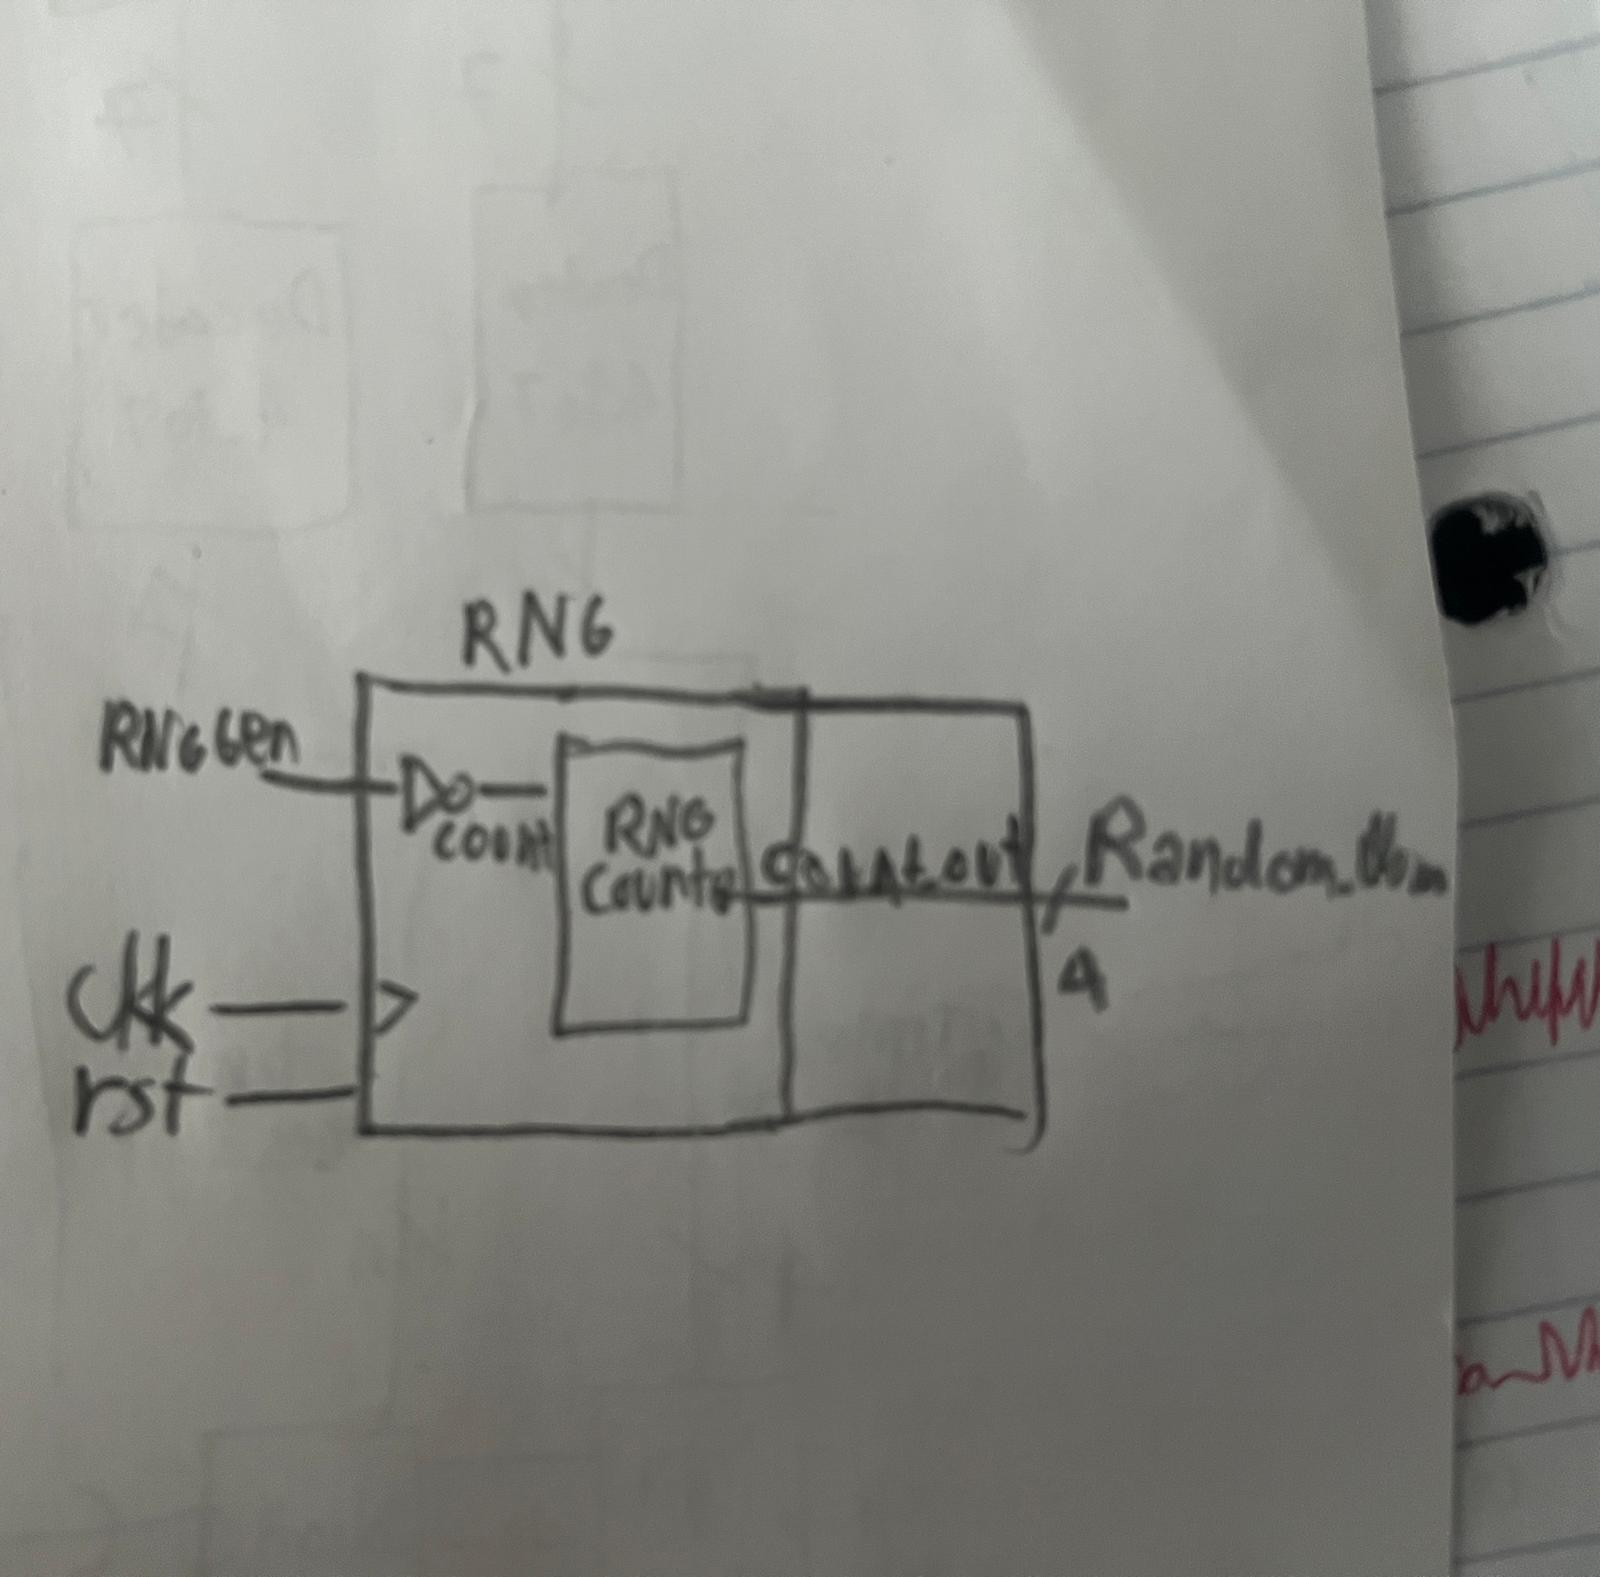 RNG
RNGGen
count
RNG
Counter
Count_out
Random_Num
4
clk
rst